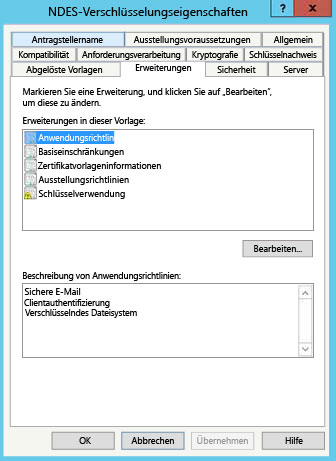 NDES-Verschlüsselungseigenschaften
Antragstellername Ausstellungsvoraussetzungen Allgemein
Kompatibilität Anforderungsverarbeitung Kryptografie Schlüsselnachweis
Abgelöste Vorlagen Erweiterungen Sicherheit Server
Markieren Sie eine Erweiterung, und klicken Sie auf „Bearbeiten“,
um diese zu ändern.
Erweiterungen in dieser Vorlage:
Anwendungsrichtlin
Basiseinschränkungen
Zertifikatvorlageninformationen
Ausstellungsrichtlinien
Schlüsselverwendung
Bearbeiten...
Beschreibung von Anwendungsrichtlinien:
Sichere E-Mail
Clientauthentifizierung
Verschlüsselndes Dateisystem
OK Abbrechen Übernehmen Hilfe